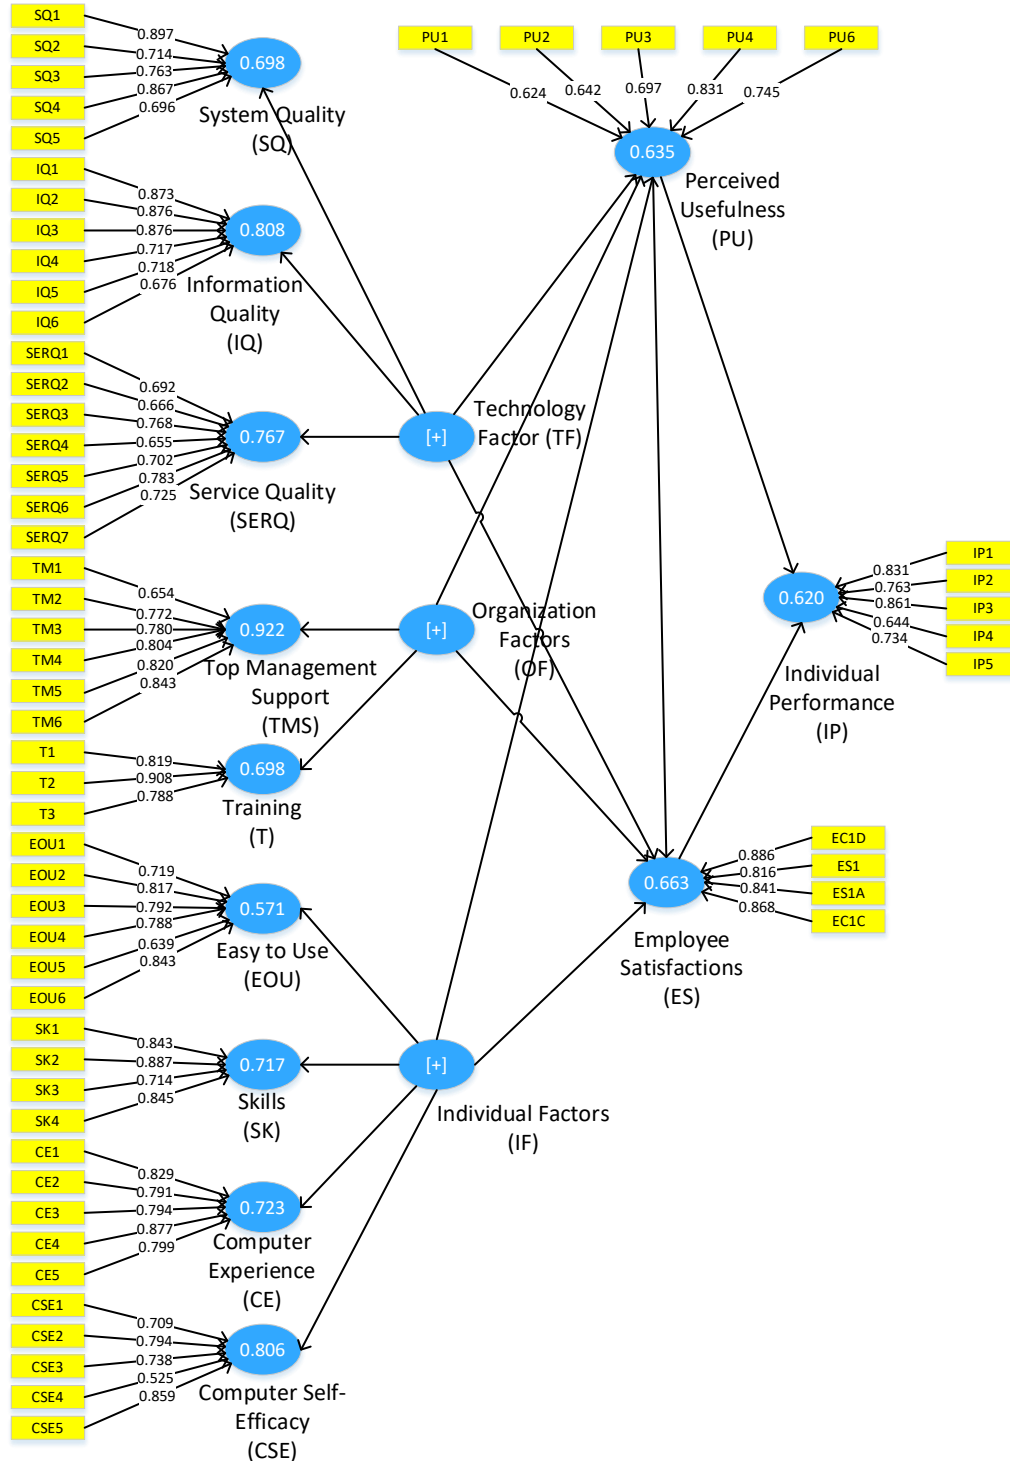 SQ1
SQ2
SQ3
SQ4
SQ5
0.897
0.714
0.763
0.867
0.696
0.698
System Quality
(SQ)
IQ1
IQ2
IQ3
IQ4
IQ5
IQ6
0.873
0.876
0.876
0.717
0.718
0.676
0.808
Information
Quality
(IQ)
SERQ1
SERQ2
SERQ3
SERQ4
SERQ5
SERQ6
SERQ7
0.692
0.666
0.768
0.655
0.702
0.783
0.725
0.767
Service Quality
(SERQ)
TM1
TM2
TM3
TM4
TM5
TM6
0.654
0.772
0.780
0.804
0.820
0.843
0.922
Top Management
Support
(TMS)
T1
T2
T3
0.819
0.908
0.788
0.698
Training
(T)
EOU1
EOU2
EOU3
EOU4
EOU5
EOU6
0.719
0.817
0.792
0.788
0.639
0.843
0.571
Easy to Use
(EOU)
SK1
SK2
SK3
SK4
0.843
0.887
0.714
0.845
0.717
Skills
(SK)
CE1
CE2
CE3
CE4
CE5
0.829
0.791
0.794
0.877
0.799
0.723
Computer
Experience
(CE)
CSE1
CSE2
CSE3
CSE4
CSE5
0.709
0.794
0.738
0.525
0.859
0.806
Computer Self-
Efficacy
(CSE)
[+]
Technology
Factor (TF)
[+]
Organization
Factors
(OF)
[+]
Individual Factors
(IF)
PU1
PU2
PU3
PU4
PU6
0.624
0.642
0.697
0.831
0.745
0.635
Perceived
Usefulness
(PU)
IP1
IP2
IP3
IP4
IP5
0.831
0.763
0.861
0.644
0.734
0.620
Individual
Performance
(IP)
EC1D
ES1
ES1A
EC1C
0.886
0.816
0.841
0.868
0.663
Employee
Satisfactions
(ES)